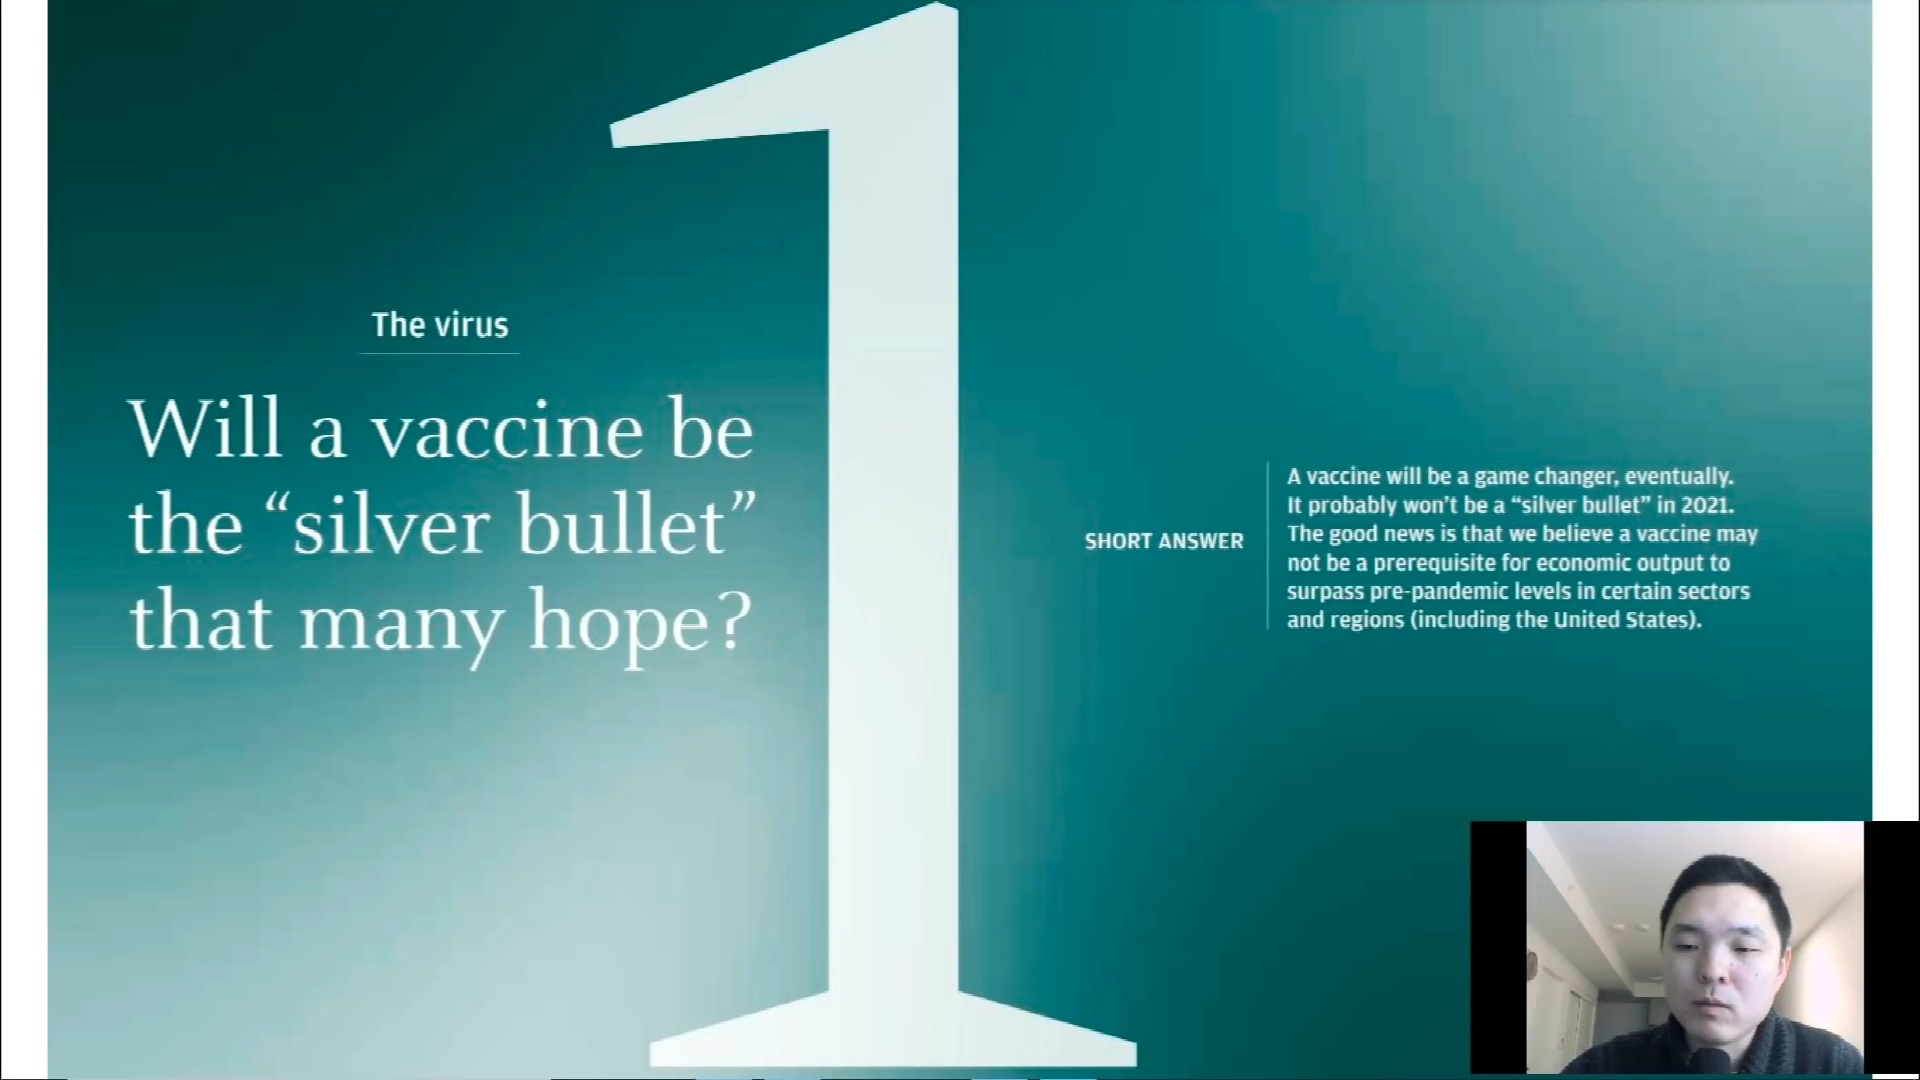 1
The virus
Will a vaccine be
the “silver bullet”
that many hope?
SHORT ANSWER
A vaccine will be a game changer, eventually.
It probably won’t be a “silver bullet” in 2021.
The good news is that we believe a vaccine may
not be a prerequisite for economic output to
surpass pre-pandemic levels in certain sectors
and regions (including the United States).